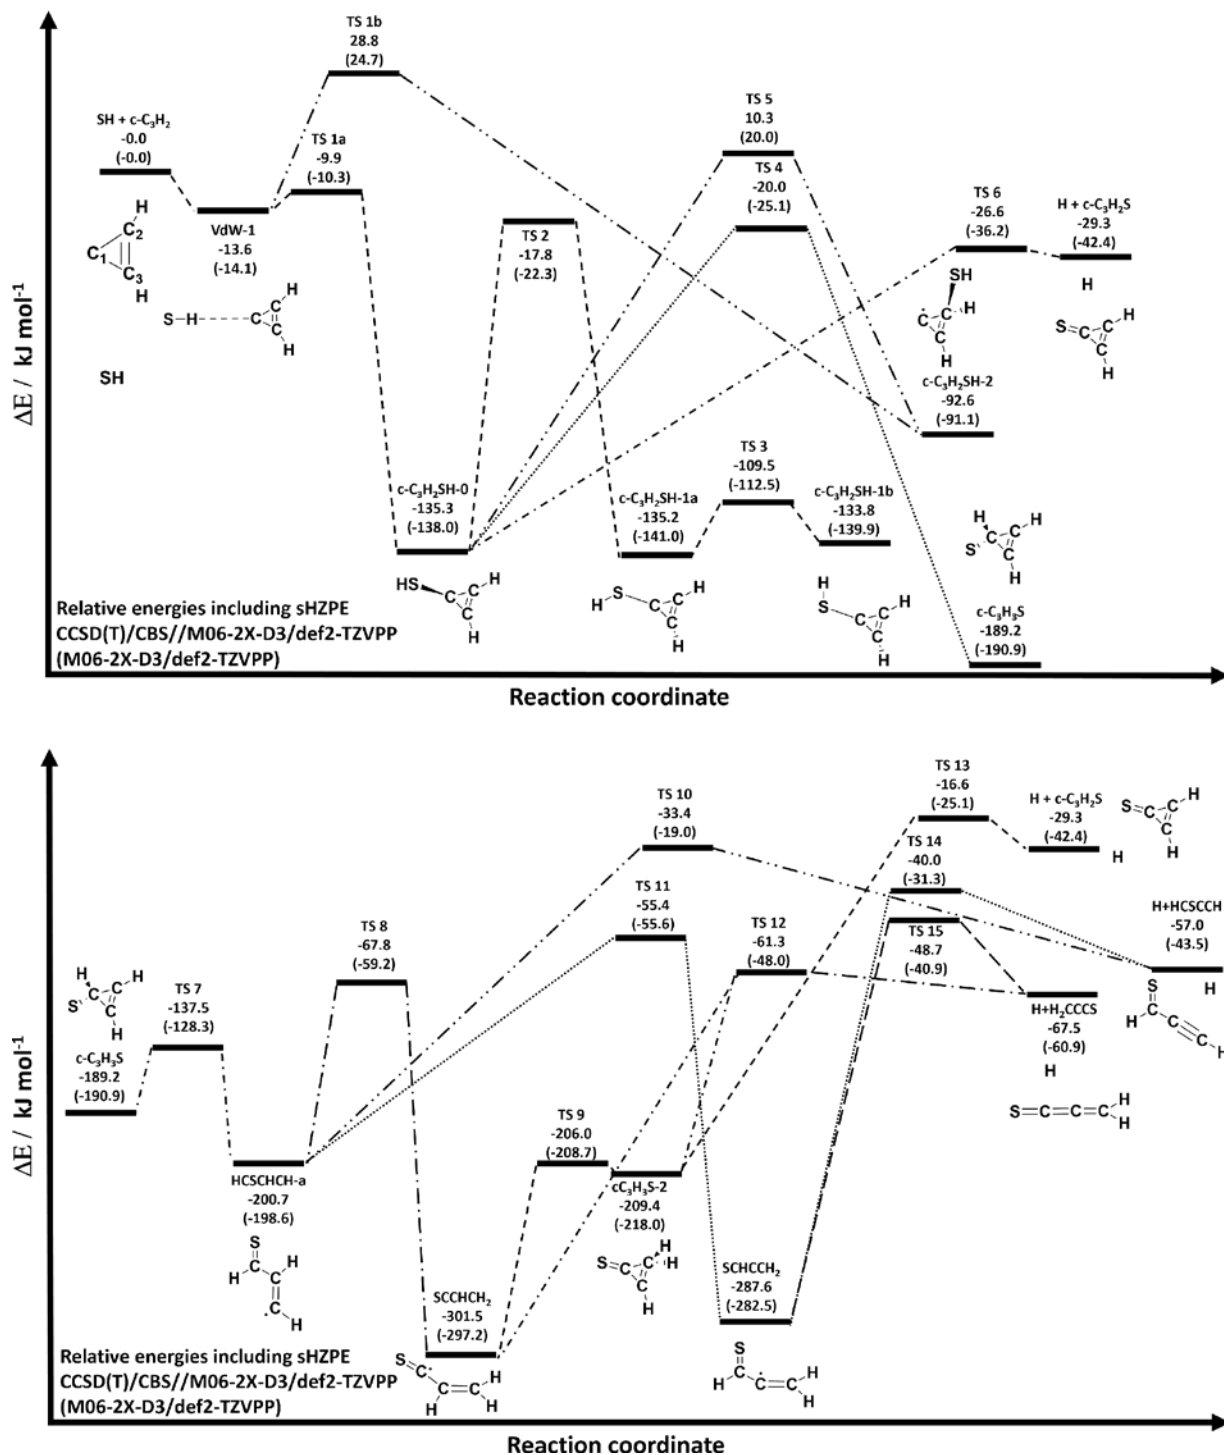 TS 1b
28.8
(24.7)
SH + c-C₃H₂
-0.0
(-0.0)
TS 1a
-9.9
(-10.3)
VdW-1
-13.6
(-14.1)
H
C₂
C₁
C₃
H
S-H
C
C
C
H
H
SH
TS 2
-17.8
(-22.3)
TS 5
10.3
(20.0)
TS 4
-20.0
(-25.1)
TS 6
-26.6
(-36.2)
H + c-C₃H₂S
-29.3
(-42.4)
H
SH
C
C
H
C
H
S=C
C
C
H
H
c-C₃H₂SH-2
-92.6
(-91.1)
c-C₃H₂SH-0
-135.3
(-138.0)
c-C₃H₂SH-1a
-135.2
(-141.0)
TS 3
-109.5
(-112.5)
c-C₃H₂SH-1b
-133.8
(-139.9)
HS
C
C
C
H
H
H
S
C
C
C
H
H
H
S
C
C
C
H
H
H
H
S
C
C
C
H
c-C₃H₃S
-189.2
(-190.9)
Relative energies including sHZPE
CCSD(T)/CBS//M06-2X-D3/def2-TZVPP
(M06-2X-D3/def2-TZVPP)
ΔE / kJ mol⁻¹
Reaction coordinate
TS 13
-16.6
(-25.1)
H + c-C₃H₂S
-29.3
(-42.4)
H
S=C
C
C
H
H
TS 10
-33.4
(-19.0)
TS 14
-40.0
(-31.3)
TS 11
-55.4
(-55.6)
TS 12
-61.3
(-48.0)
TS 15
-48.7
(-40.9)
H+HCSCCH
-57.0
(-43.5)
H
S
C
H
C
C
H
H+H₂CCCS
-67.5
(-60.9)
H
S=C=C=C
H
H
TS 8
-67.8
(-59.2)
H
H
S
C
C
C
H
c-C₃H₃S
-189.2
(-190.9)
TS 7
-137.5
(-128.3)
HCSCHCH-a
-200.7
(-198.6)
S
C
H
C
H
C
H
TS 9
-206.0
(-208.7)
cC₃H₃S-2
-209.4
(-218.0)
S=C
C
C
H
H
H
SCCHCH₂
-301.5
(-297.2)
S
C
C
C
H
H
H
SCHCCH₂
-287.6
(-282.5)
S
C
H
C
C
H
H
Relative energies including sHZPE
CCSD(T)/CBS//M06-2X-D3/def2-TZVPP
(M06-2X-D3/def2-TZVPP)
ΔE / kJ mol⁻¹
Reaction coordinate